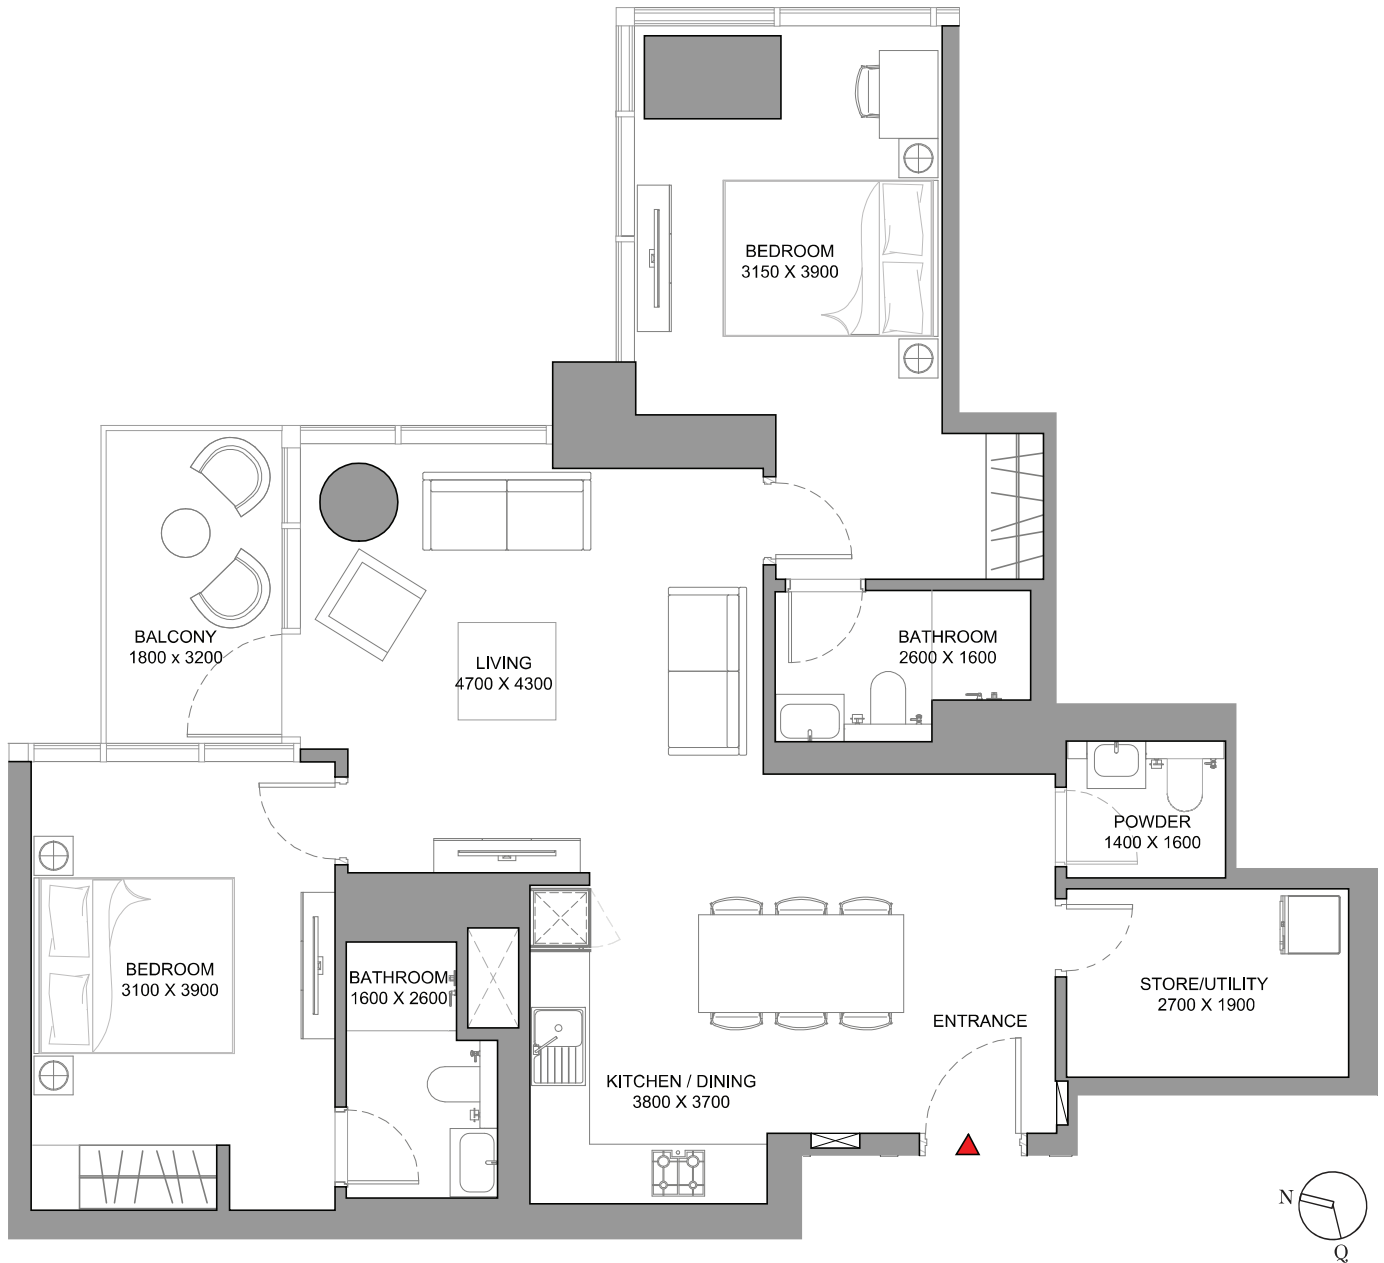 BEDROOM
3150 X 3900
BALCONY
1800 x 3200
LIVING
4700 X 4300
BATHROOM
2600 X 1600
POWDER
1400 X 1600
BEDROOM
3100 X 3900
BATHROOM
1600 X 2600
STORE/UTILITY
2700 X 1900
ENTRANCE
KITCHEN / DINING
3800 X 3700
N
Q